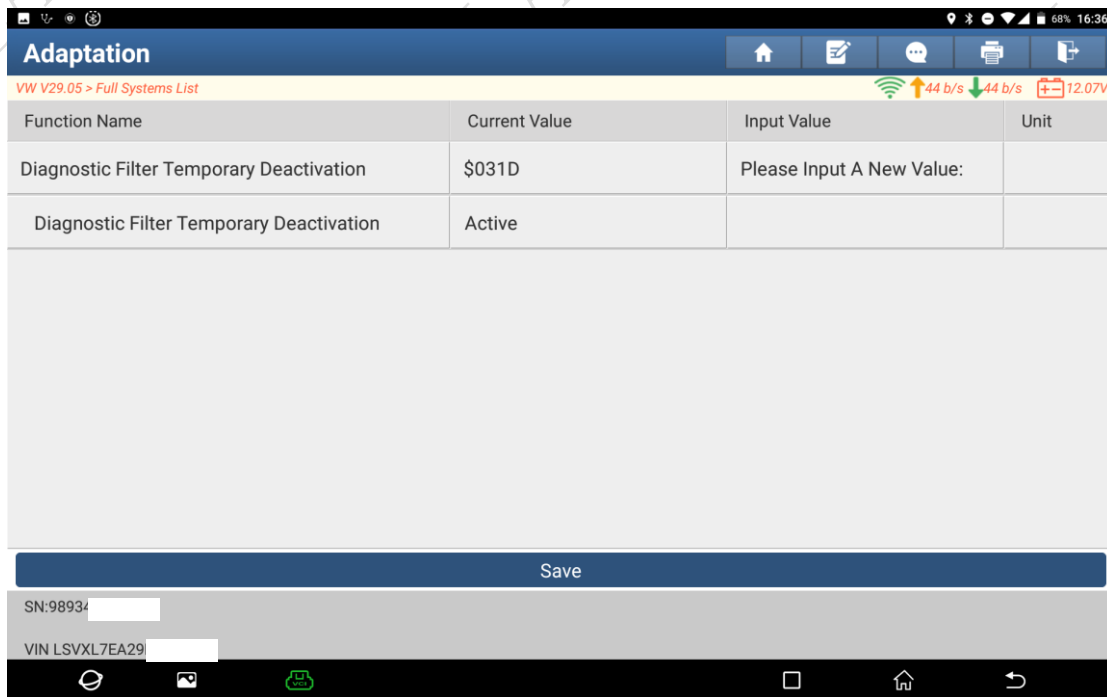 68% 16:36
Adaptation
VW V29.05 > Full Systems List 44 b/s 44 b/s 12.07V
Function Name Current Value Input Value Unit
Diagnostic Filter Temporary Deactivation $031D Please Input A New Value:
Diagnostic Filter Temporary Deactivation Active
Save
SN:98934
VIN LSVXL7EA29
VCI